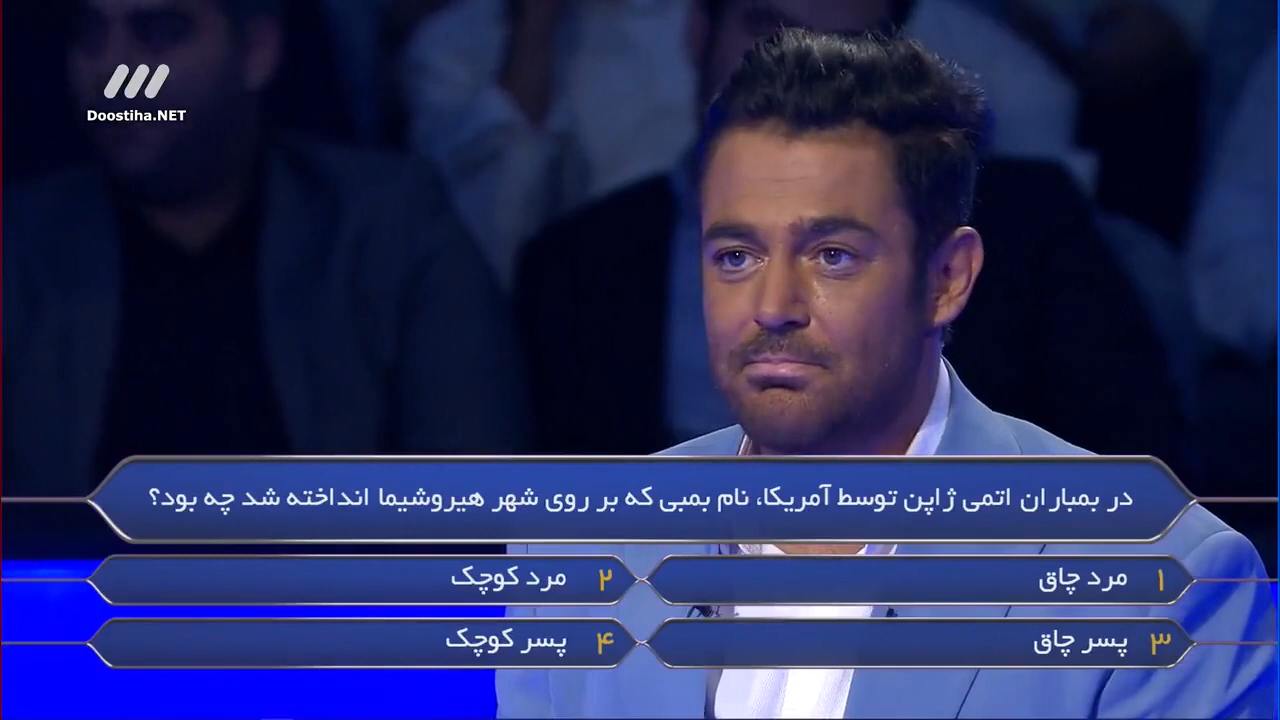 Doostiha.NET
در بمباران اتمی ژاپن توسط آمریکا، نام بمبی که بر روی شهر هیروشیما انداخته شد چه بود؟
۱ مرد چاق
۲ مرد کوچک
۳ پسر چاق
۴ پسر کوچک